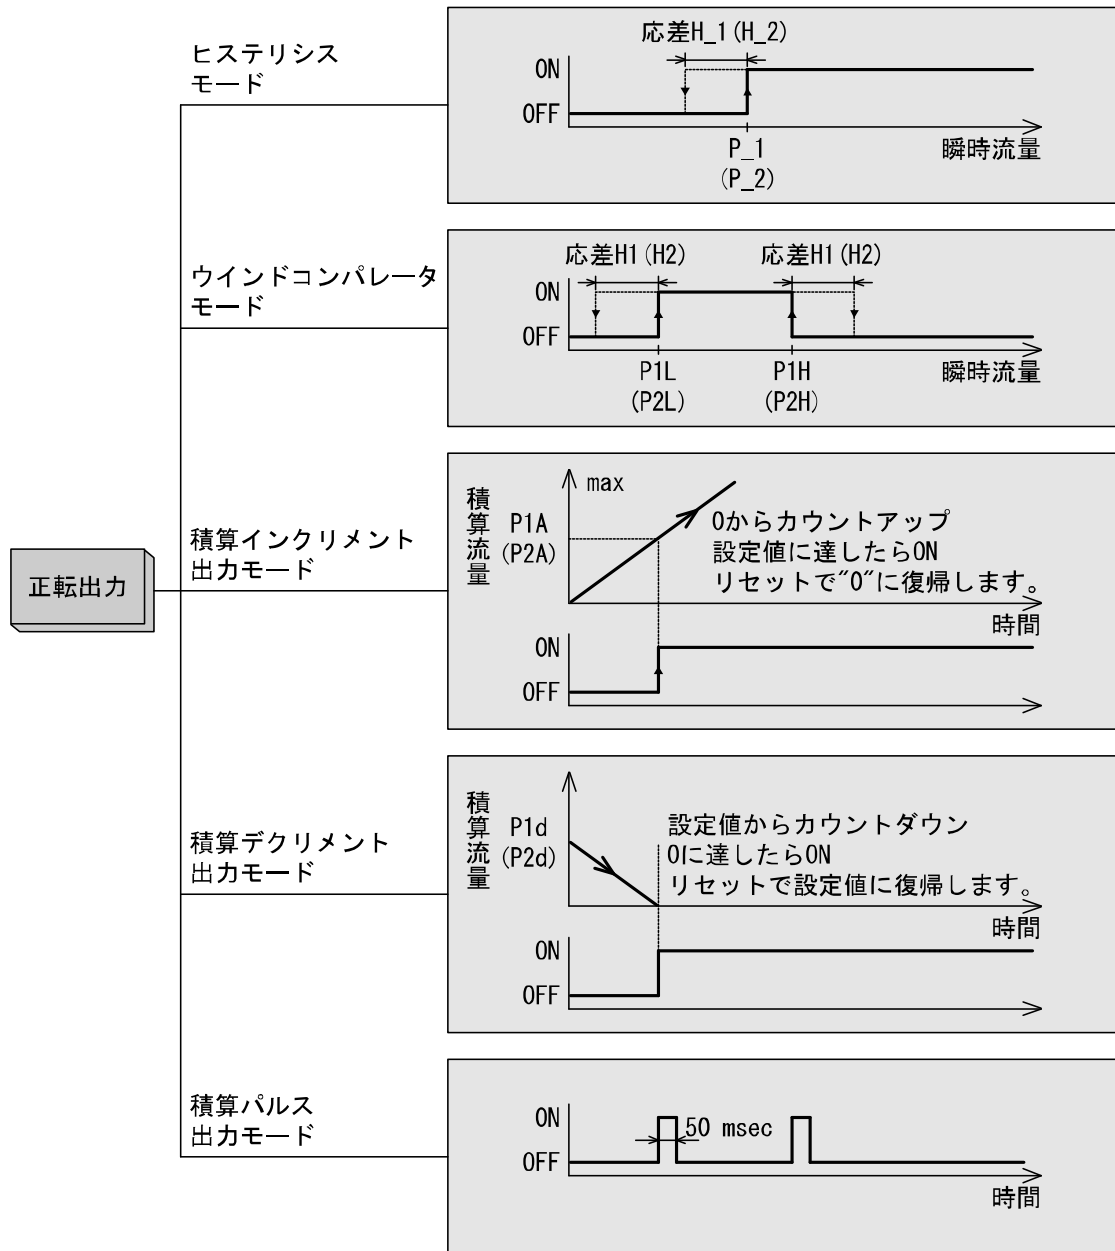 正転出力
ヒステリシス
モード
応差H_1(H_2)
ON
OFF
P_1
(P_2)
瞬時流量
ウインドコンパレータ
モード
応差H1(H2)
応差H1(H2)
ON
OFF
P1L
(P2L)
P1H
(P2H)
瞬時流量
積算インクリメント
出力モード
積算流量
max
P1A
(P2A)
0からカウントアップ
設定値に達したらON
リセットで"0"に復帰します。
時間
ON
OFF
積算デクリメント
出力モード
積算流量
P1d
(P2d)
設定値からカウントダウン
0に達したらON
リセットで設定値に復帰します。
時間
ON
OFF
積算パルス
出力モード
ON
OFF
50 msec
時間